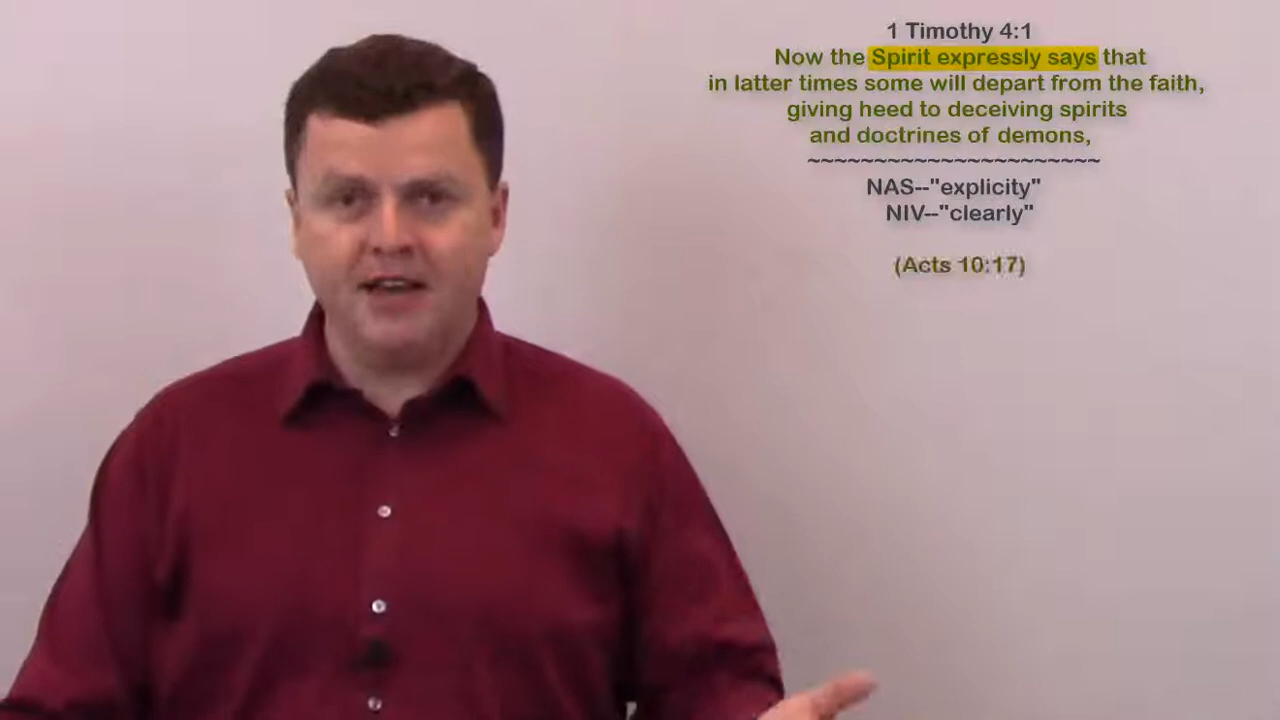 1 Timothy 4:1
Now the Spirit expressly says that
in latter times some will depart from the faith,
giving heed to deceiving spirits
and doctrines of demons,
~~~~~~~~~~~~~~~~~~~~~~
NAS--"explicity"
NIV--"clearly"
(Acts 10:17)